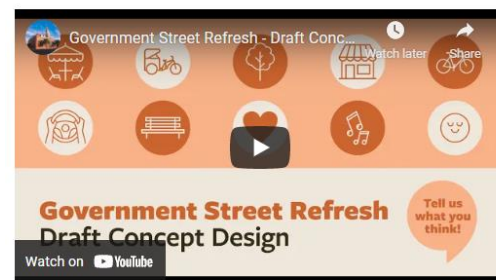 Government Street Refresh - Draft Conc...
Watch later
Share
Government Street Refresh
Draft Concept Design
Tell us
what you
think!
Watch on YouTube